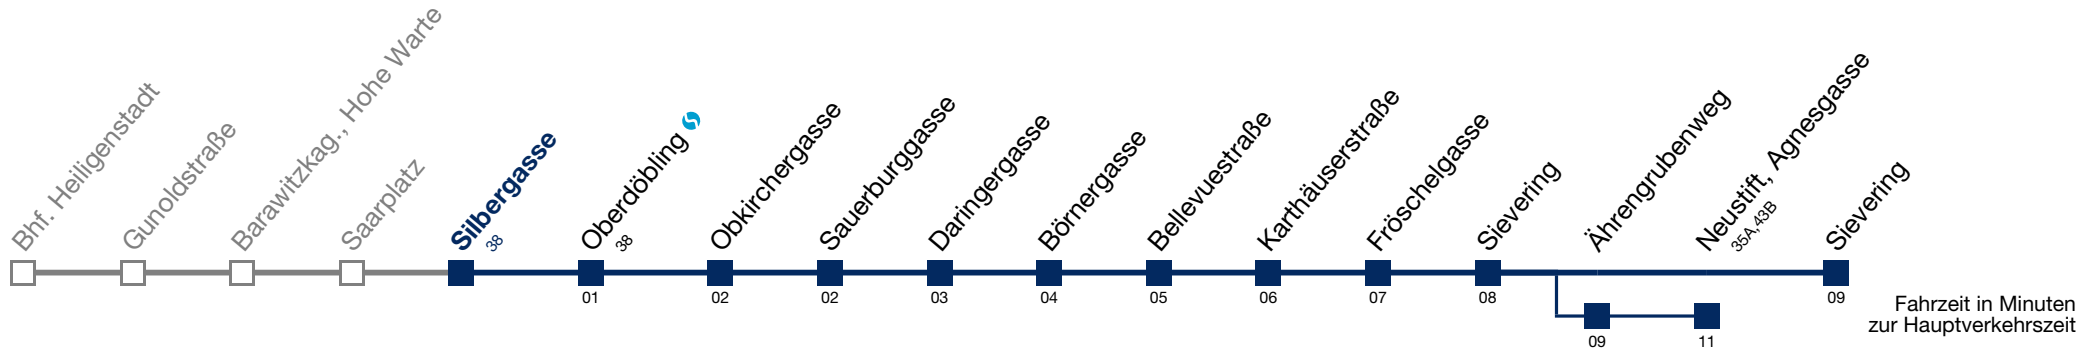 Bhf. Heiligenstadt
Gunoldstraße
Barawitzkag., Hohe Warte
Saarplatz
Silbergasse
38
Oberdöbling
38
Obkirchergasse
Sauerburggasse
Daringergasse
Börnergasse
Bellevuestraße
Karthäuserstraße
Fröschelgasse
Sievering
Ährengrubenweg
Neustift, Agnesgasse
35A,43B
Sievering
01
02
02
03
04
05
06
07
08
09
09
11
Fahrzeit in Minuten
zur Hauptverkehrszeit